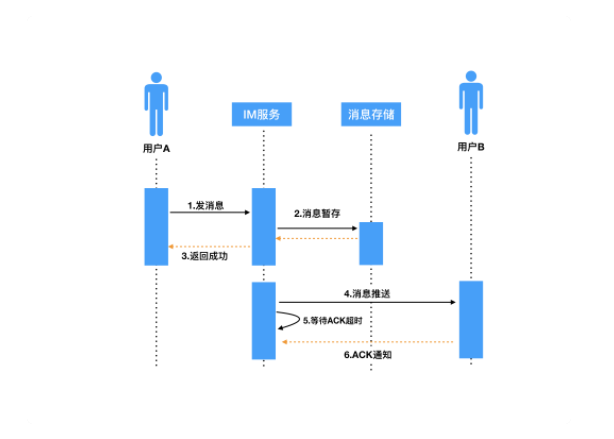 IM服务
消息存储
用户A
用户B
1.发消息
2.消息暂存
3.返回成功
4.消息推送
5.等待ACK超时
6.ACK通知